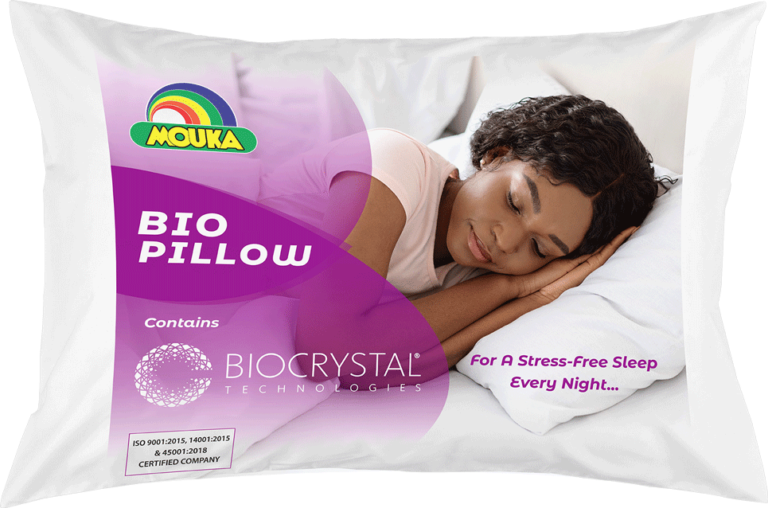 MOUKA
BIO
PILLOW
Contains
BIOCRYSTAL®
TECHNOLOGIES
For A Stress-Free Sleep
Every Night...
ISO 9001:2015, 14001:2015
& 45001:2018
CERTIFIED COMPANY